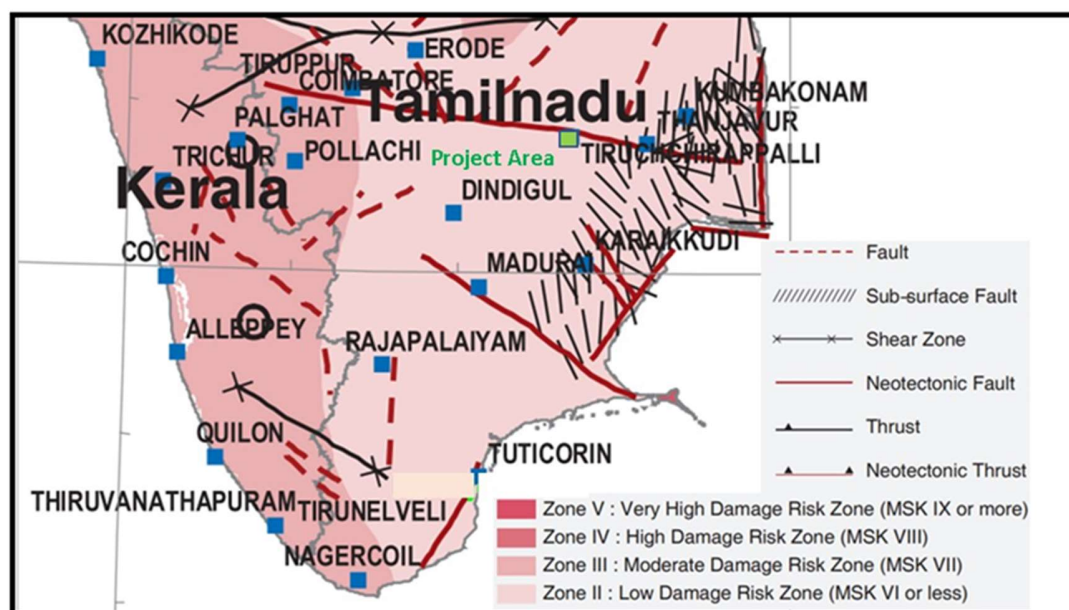 KOZHIKODE
ERODE
TIRUPPUR
COIMBATORE
Tamilnadu
KUMBAKONAM
PALGHAT
THANJAVUR
TRICHUR
POLLACHI
Project Area
TIRUCHCHIRAPPALLI
Kerala
DINDIGUL
COCHIN
KARAIKKUDI
MADURAI
Fault
Sub-surface Fault
ALLEPPEY
RAJAPALAIYAM
Shear Zone
Neotectonic Fault
QUILON
Thrust
TUTICORIN
Neotectonic Thrust
THIRUVANATHAPURAM
TIRUNELVELI
NAGERCOIL
Zone V : Very High Damage Risk Zone (MSK IX or more)
Zone IV : High Damage Risk Zone (MSK VIII)
Zone III : Moderate Damage Risk Zone (MSK VII)
Zone II : Low Damage Risk Zone (MSK VI or less)